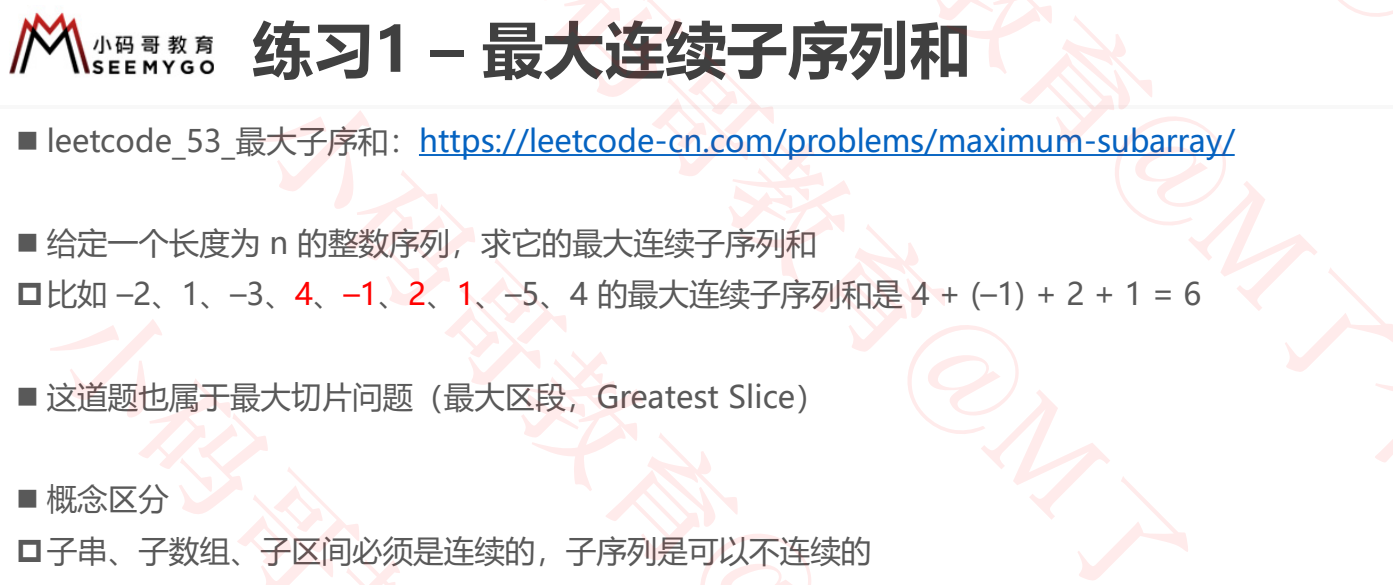 小码哥教育
SEEMYGO
练习1 – 最大连续子序列和
■ leetcode_53_最大子序和：https://leetcode-cn.com/problems/maximum-subarray/
■ 给定一个长度为 n 的整数序列，求它的最大连续子序列和
比如 –2、1、–3、4、–1、2、1、–5、4 的最大连续子序列和是 4 + (–1) + 2 + 1 = 6
■ 这道题也属于最大切片问题（最大区段，Greatest Slice）
■ 概念区分
子串、子数组、子区间必须是连续的，子序列是可以不连续的
小码哥教育@M了